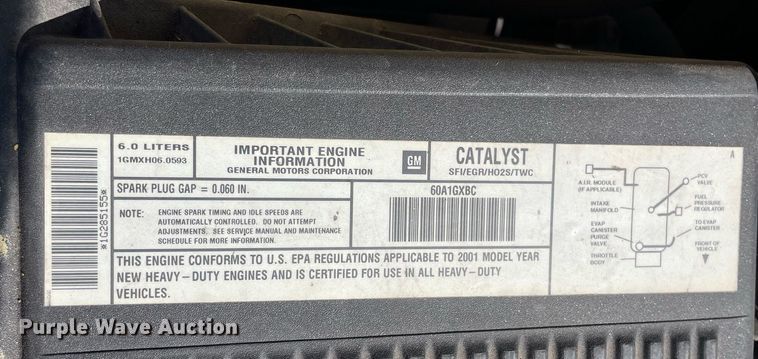 6.0 LITERS
1GMXH06.0593
IMPORTANT ENGINE
INFORMATION
GENERAL MOTORS CORPORATION
GM
CATALYST
SFI/EGR/HO2S/TWC
SPARK PLUG GAP = 0.060 IN.
60A1GXBC
NOTE: ENGINE SPARK TIMING AND IDLE SPEEDS ARE
AUTOMATICALLY CONTROLLED. DO NOT ATTEMPT
ADJUSTMENTS. SEE SERVICE MANUAL AND MAINTENANCE
SCHEDULE FOR MORE INFORMATION.
THIS ENGINE CONFORMS TO U.S. EPA REGULATIONS APPLICABLE TO 2001 MODEL YEAR
NEW HEAVY-DUTY ENGINES AND IS CERTIFIED FOR USE IN ALL HEAVY-DUTY
VEHICLES.
*1G285155*
A
A.I.R. MODULE
(IF APPLICABLE)
INTAKE
MANIFOLD
EVAP
CANISTER
PURGE
VALVE
THROTTLE
BODY
PCV
VALVE
FUEL
PRESSURE
REGULATOR
TO EVAP
CANISTER
FRONT OF
VEHICLE
Purple Wave Auction